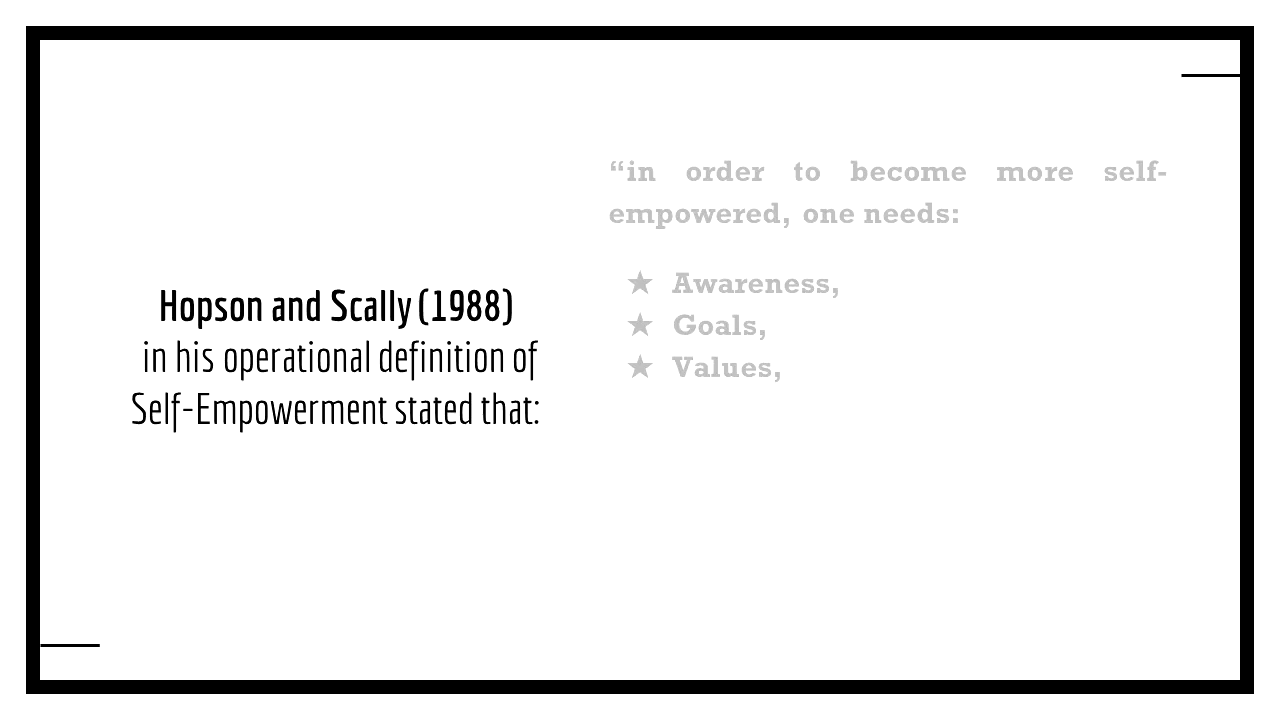 Hopson and Scally (1988)
in his operational definition of
Self-Empowerment stated that:
“in order to become more self-
empowered, one needs:
★ Awareness,
★ Goals,
★ Values,